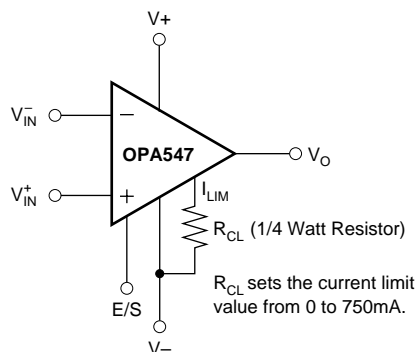 V+
V⁻IN
−
OPA547
VO
V⁺IN
+
ILIM
RCL (1/4 Watt Resistor)
RCL sets the current limit
value from 0 to 750mA.
E/S
V−